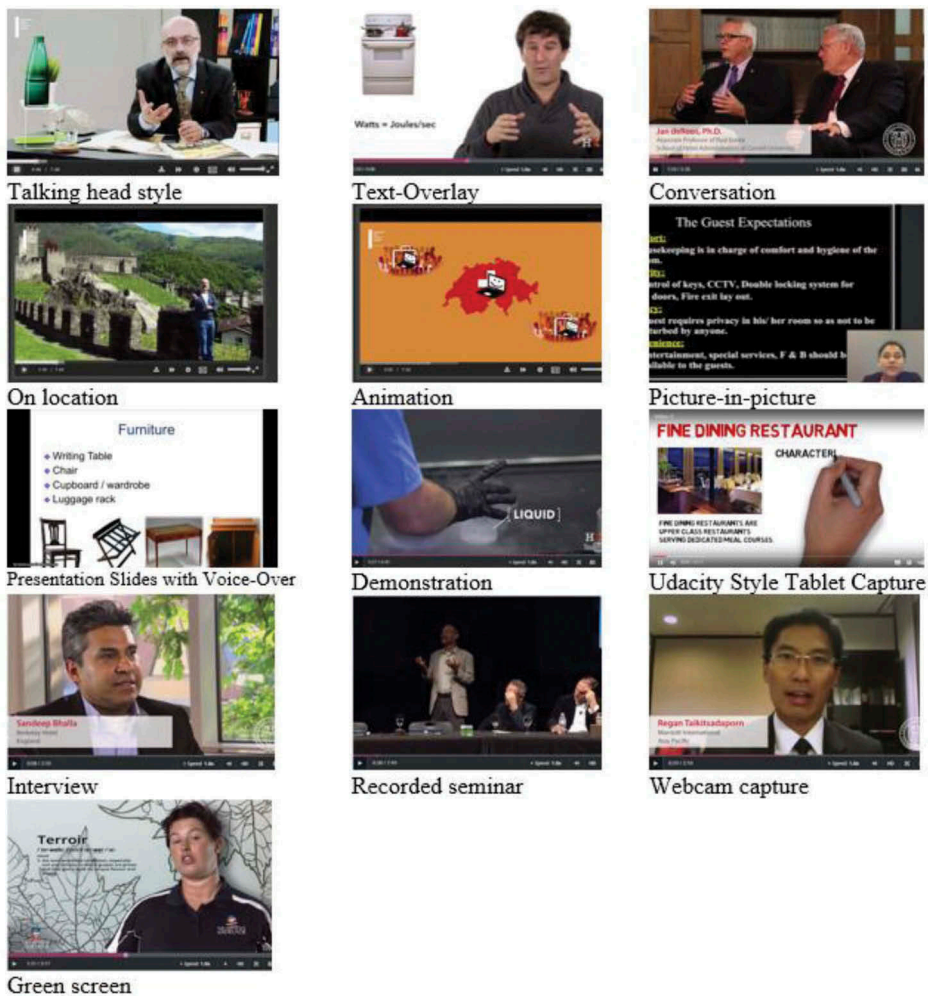 Talking head style
Watts = Joules/sec
Text-Overlay
Jan deRoos, Ph.D.
Conversation
On location
Animation
The Guest Expectations
usekeeping is in charge of comfort and hygiene of the
ntrol of keys, CCTV, Double locking system for
doors, Fire exit lay out.
uest requires privacy in his/ her room so as not to be
turbed by anyone.
enience:
ntertainment, special services, F & B should b
ilable to the guests.
Picture-in-picture
Furniture
Writing Table
Chair
Cupboard / wardrobe
Luggage rack
Presentation Slides with Voice-Over
[LIQUID]
Demonstration
FINE DINING RESTAURANT
CHARACTERI
FINE DINING RESTAURANTS ARE
UPPER CLASS RESTAURANTS
SERVING DEDICATED MEAL COURSES.
Udacity Style Tablet Capture
Sandeep Bhalla
England
Interview
Recorded seminar
Regan Taikitsadaporn
Marriott International
Asia Pacific
Webcam capture
Terroir
Green screen